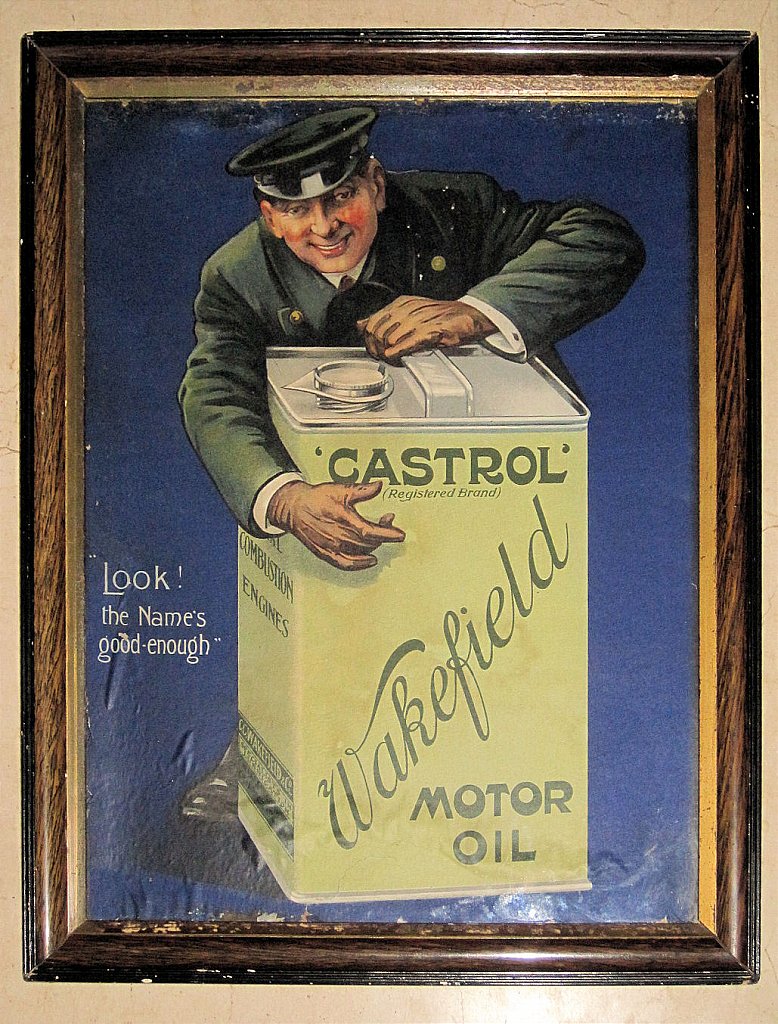 'CASTROL'
(Registered Brand)
Wakefield
MOTOR
OIL
COMBUSTION
ENGINES
"Look!
the Name's
good-enough"